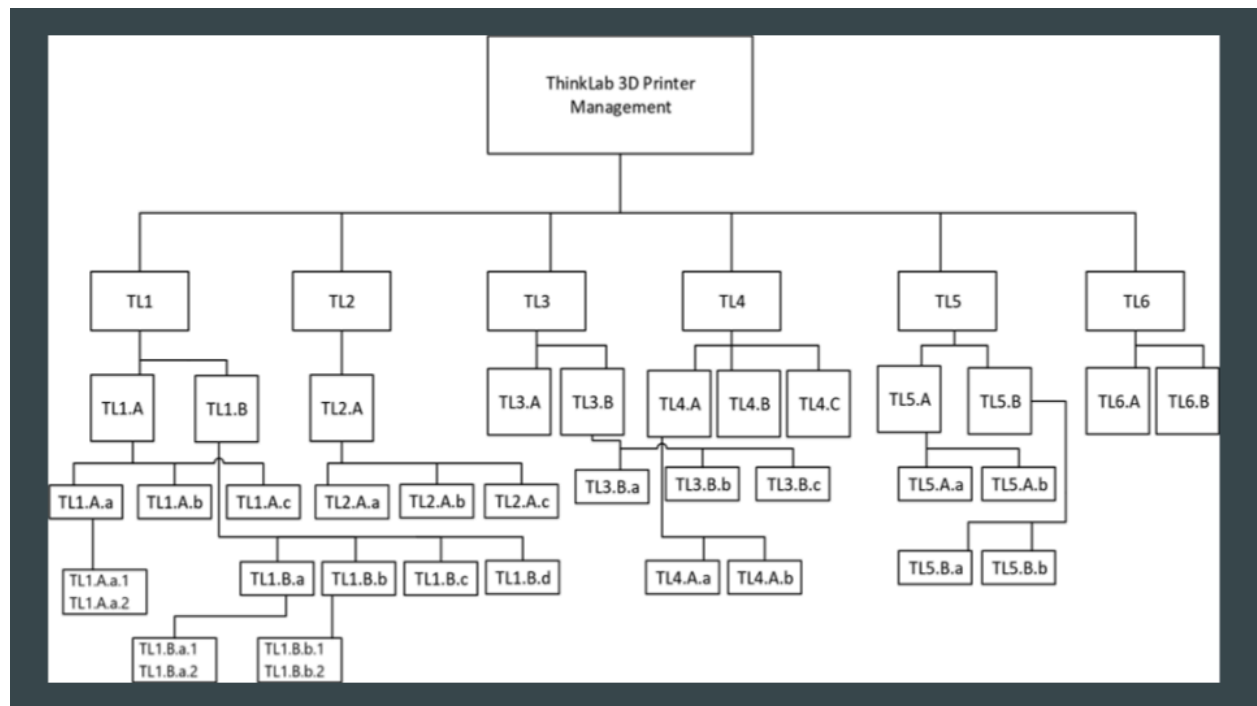 ThinkLab 3D Printer
Management
TL1
TL2
TL3
TL4
TL5
TL6
TL1.A
TL1.B
TL2.A
TL3.A
TL3.B
TL4.A
TL4.B
TL4.C
TL5.A
TL5.B
TL6.A
TL6.B
TL1.A.a
TL1.A.b
TL1.A.c
TL2.A.a
TL2.A.b
TL2.A.c
TL3.B.a
TL3.B.b
TL3.B.c
TL5.A.a
TL5.A.b
TL1.A.a.1
TL1.A.a.2
TL1.B.a
TL1.B.b
TL1.B.c
TL1.B.d
TL4.A.a
TL4.A.b
TL5.B.a
TL5.B.b
TL1.B.a.1
TL1.B.a.2
TL1.B.b.1
TL1.B.b.2